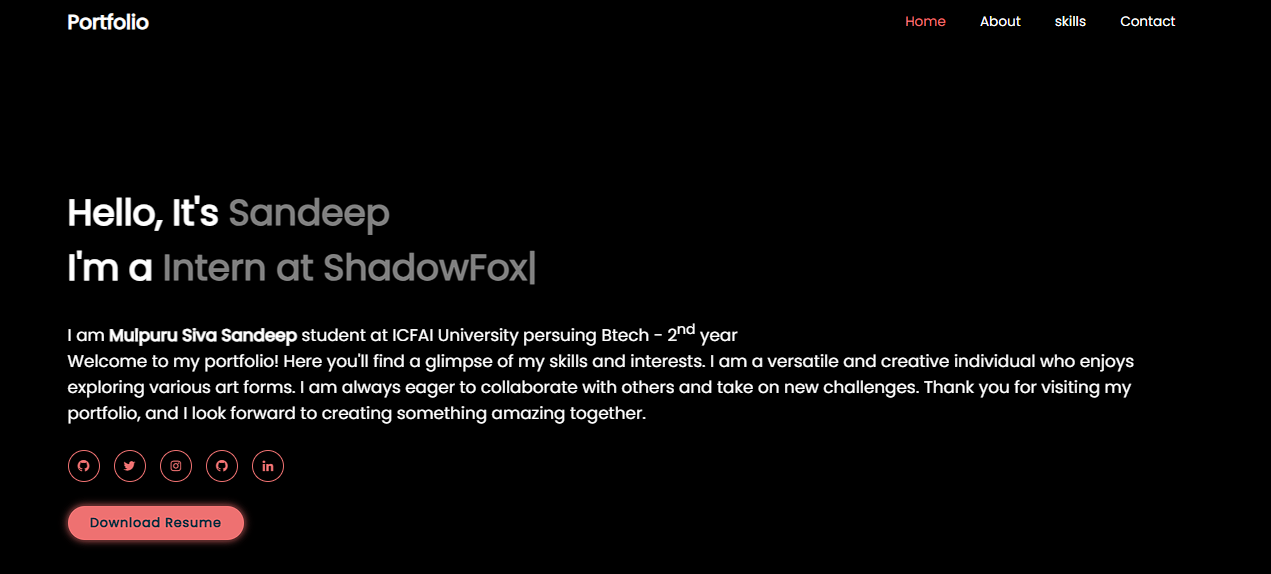 Portfolio
Home About skills Contact
Hello, It's Sandeep
I'm a Intern at ShadowFox|
I am Mulpuru Siva Sandeep student at ICFAI University persuing Btech - 2nd year
Welcome to my portfolio! Here you'll find a glimpse of my skills and interests. I am a versatile and creative individual who enjoys
exploring various art forms. I am always eager to collaborate with others and take on new challenges. Thank you for visiting my
portfolio, and I look forward to creating something amazing together.
in
Download Resume